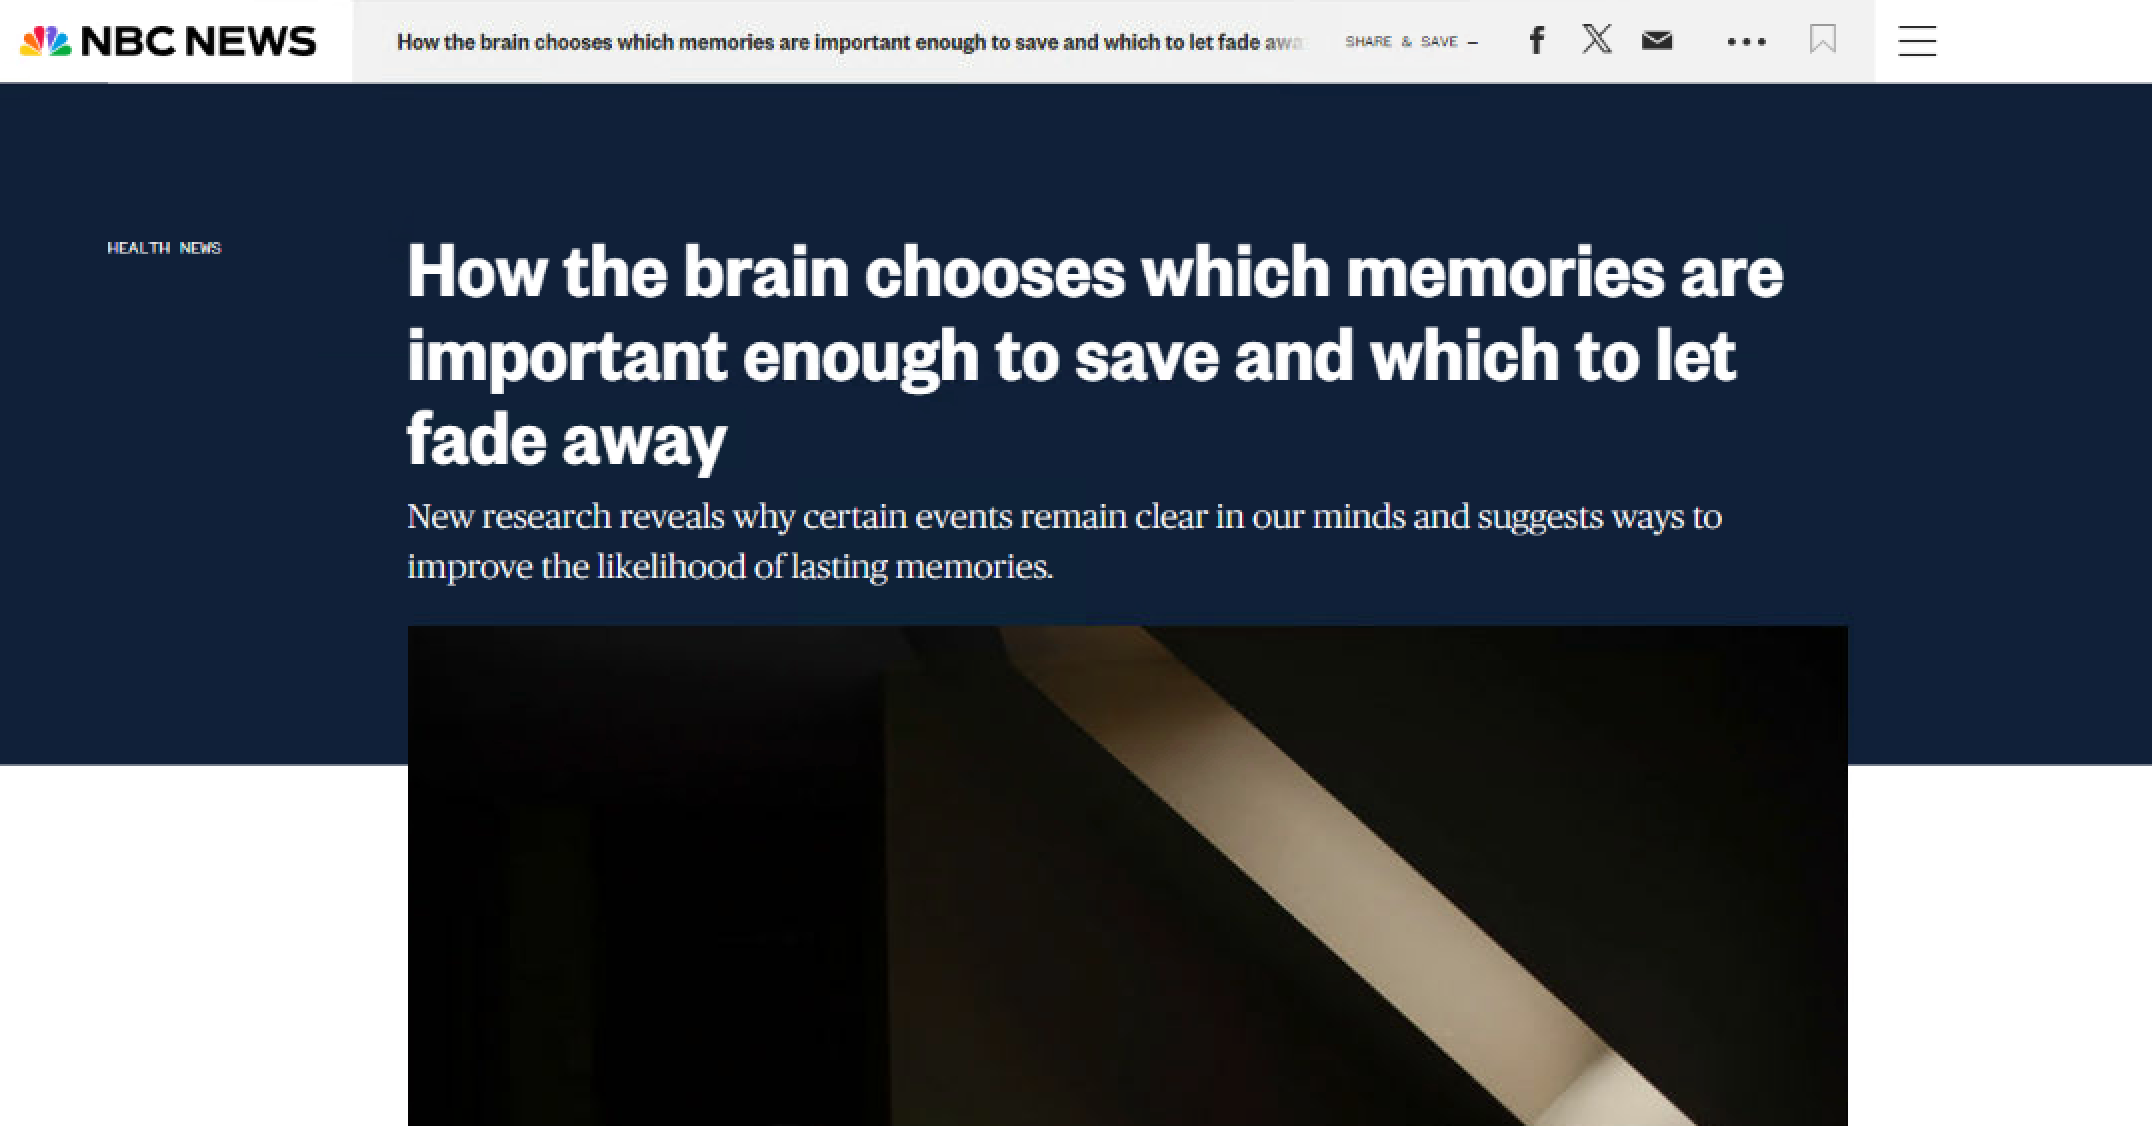 NBC NEWS
How the brain chooses which memories are important enough to save and which to let fade awa
SHARE & SAVE –
HEALTH NEWS
How the brain chooses which memories are
important enough to save and which to let
fade away
New research reveals why certain events remain clear in our minds and suggests ways to
improve the likelihood of lasting memories.